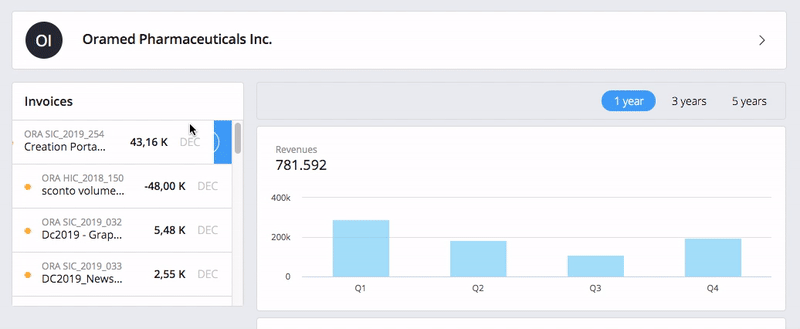 OI
Oramed Pharmaceuticals Inc.
Invoices
1 year 3 years 5 years
ORA SIC_2019_254
Creation Porta... 43,16 K DEC
ORA HIC_2018_150
sconto volume... -48,00 K DEC
ORA SIC_2019_032
Dc2019 - Grap... 5,48 K DEC
ORA SIC_2019_033
DC2019_News... 2,55 K DEC
Revenues
781.592
400k
200k
0
Q1 Q2 Q3 Q4